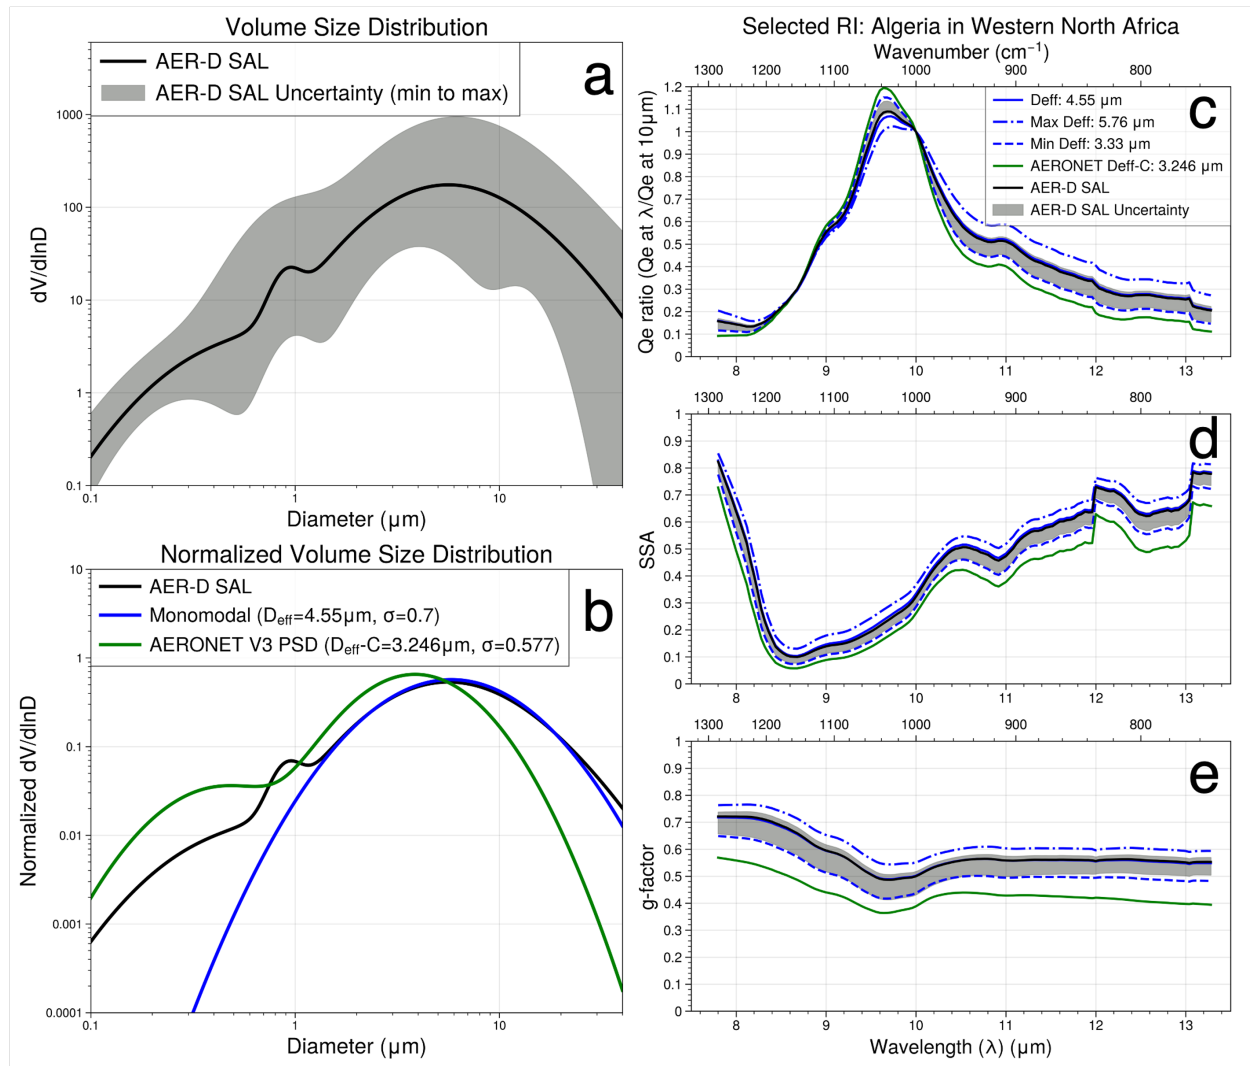 Volume Size Distribution
AER-D SAL
AER-D SAL Uncertainty (min to max)
a
1000
100
10
1
0.1
dV/dlnD
0.1 1 10
Diameter (μm)
Normalized Volume Size Distribution
AER-D SAL
Monomodal (Deff=4.55μm, σ=0.7)
AERONET V3 PSD (Deff-C=3.246μm, σ=0.577)
b
10
1
0.1
0.01
0.001
0.0001
Normalized dV/dlnD
0.1 1 10
Diameter (μm)
Selected RI: Algeria in Western North Africa
Wavenumber (cm⁻¹)
1300 1200 1100 1000 900 800
Deff: 4.55 μm
Max Deff: 5.76 μm
Min Deff: 3.33 μm
AERONET Deff-C: 3.246 μm
AER-D SAL
AER-D SAL Uncertainty
c
1.2
1.1
1
0.9
0.8
0.7
0.6
0.5
0.4
0.3
0.2
0.1
0
Qe ratio (Qe at λ/Qe at 10μm)
8 9 10 11 12 13
1300 1200 1100 1000 900 800
d
1
0.9
0.8
0.7
0.6
0.5
0.4
0.3
0.2
0.1
0
SSA
8 9 10 11 12 13
1300 1200 1100 1000 900 800
e
1
0.9
0.8
0.7
0.6
0.5
0.4
0.3
0.2
0.1
0
g-factor
8 9 10 11 12 13
Wavelength (λ) (μm)